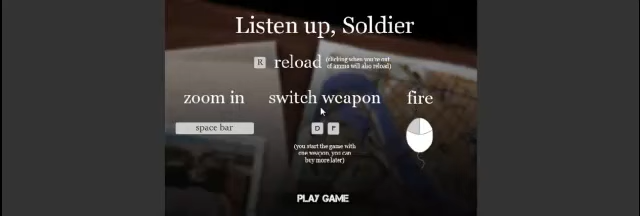 Listen up, Soldier
R reload (clicking when you're out
of ammo will also reload)
zoom in switch weapon fire
space bar D F
(you start the game with
one weapon, you can
buy more later)
PLAY GAME